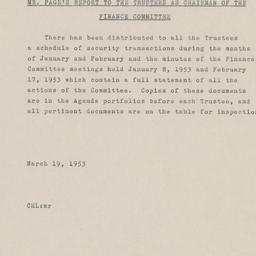 MR. PAGE'S REPORT TO THE TRUSTEES AS CHAIRMAN OF THE
FINANCE COMMITTEE
There has been distributed to all the Trustees
a schedule of security transactions during the months
of January and February and the minutes of the Finance
Committee meetings held January 8, 1953 and February
17, 1953 which contain a full statement of all the
actions of the Committee. Copies of these documents
are in the Agenda portfolios before each Trustee, and
all pertinent documents are on the table for inspection
March 19, 1953
CHL:mr